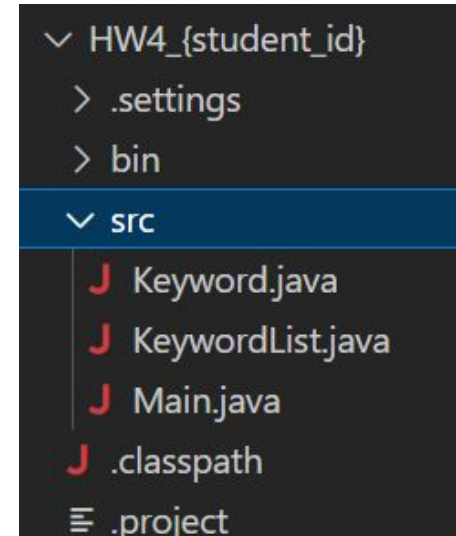 HW4_{student_id}
.settings
bin
src
Keyword.java
KeywordList.java
Main.java
.classpath
.project